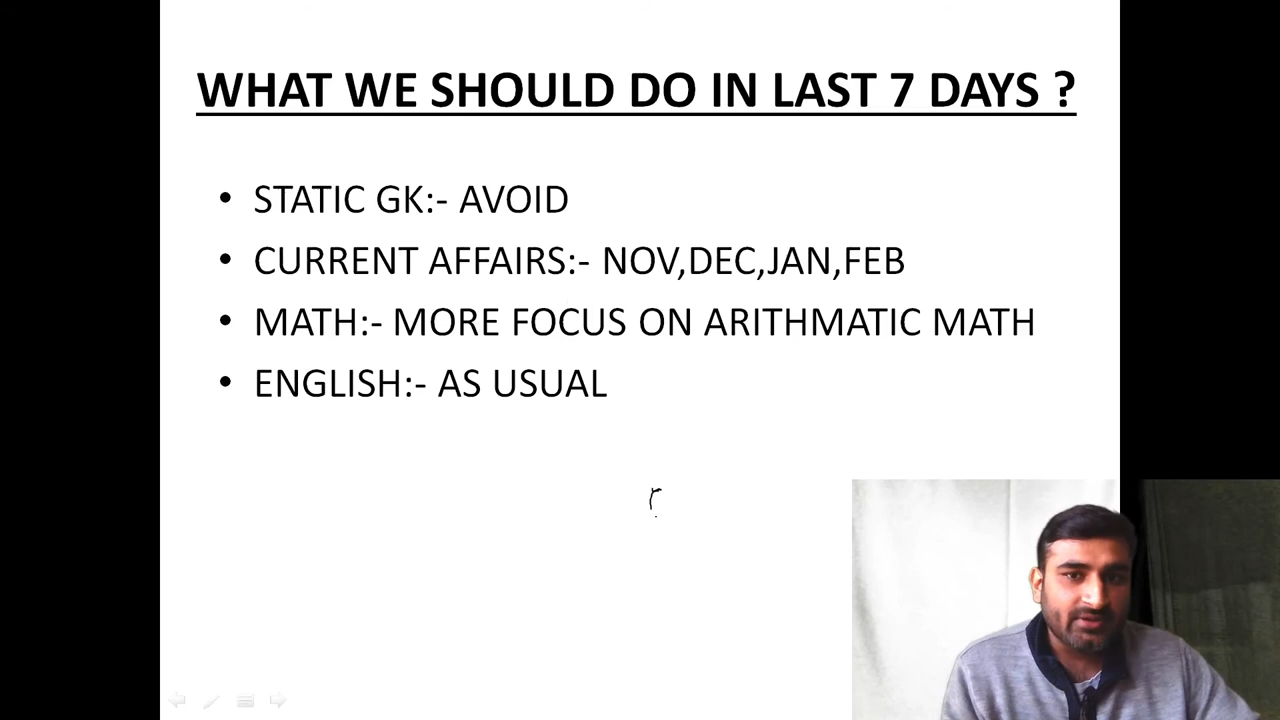 WHAT WE SHOULD DO IN LAST 7 DAYS ?
• STATIC GK:- AVOID
• CURRENT AFFAIRS:- NOV,DEC,JAN,FEB
• MATH:- MORE FOCUS ON ARITHMATIC MATH
• ENGLISH:- AS USUAL